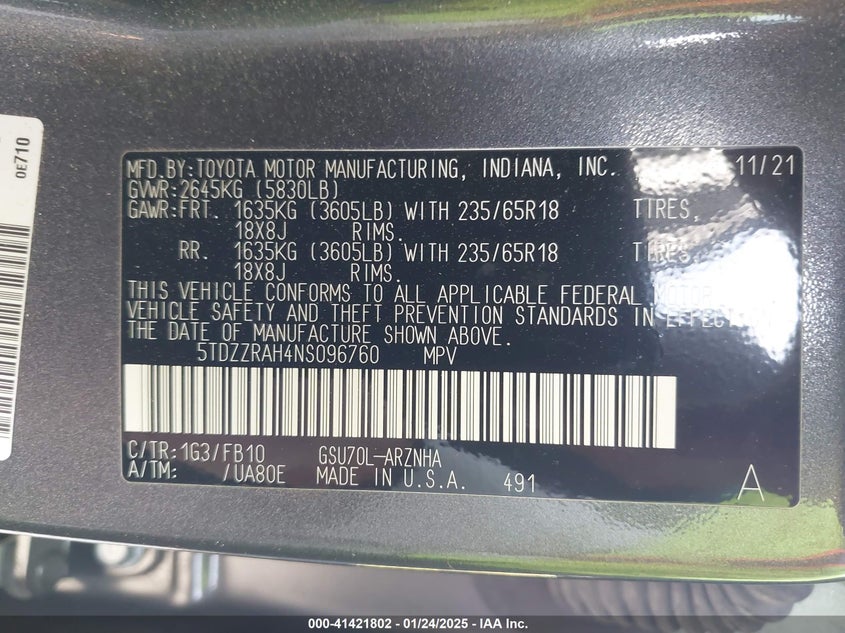 0E710
MFD.BY:TOYOTA MOTOR MANUFACTURING, INDIANA, INC. 11/21
GVWR:2645KG (5830LB)
GAWR:FRT. 1635KG (3605LB) WITH 235/65R18 TIRES,
18X8J RIMS.
RR. 1635KG (3605LB) WITH 235/65R18 TIRES,
18X8J RIMS.
THIS VEHICLE CONFORMS TO ALL APPLICABLE FEDERAL MOTOR
VEHICLE SAFETY AND THEFT PREVENTION STANDARDS IN EFFECT
THE DATE OF MANUFACTURE SHOWN ABOVE.
5TDZZRAH4NS096760 MPV
C/TR:1G3/FB10 GSU70L-ARZNHA
A/TM: /UA80E MADE IN U.S.A. 491 A
000-41421802 - 01/24/2025 - © IAA Inc.